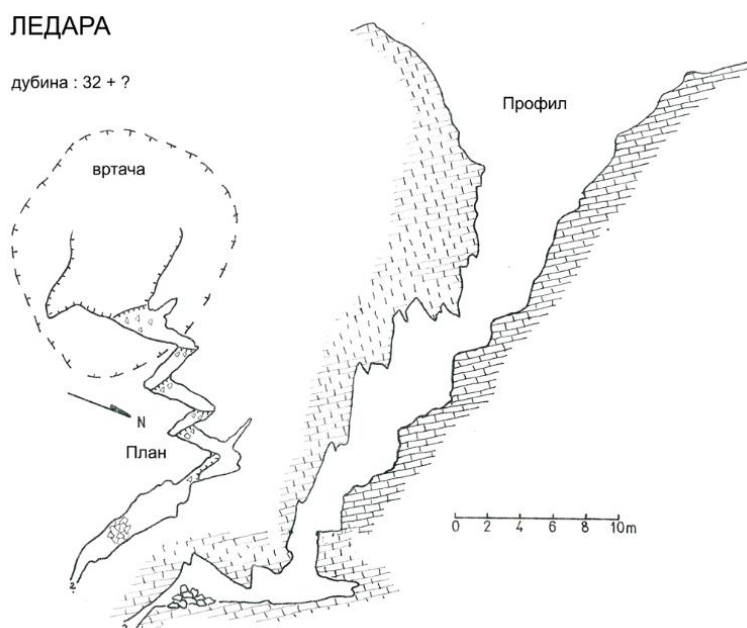 ЛЕДАРА
дубина : 32 + ?
Профил
вртача
N
План
0 2 4 6 8 10m
?
?